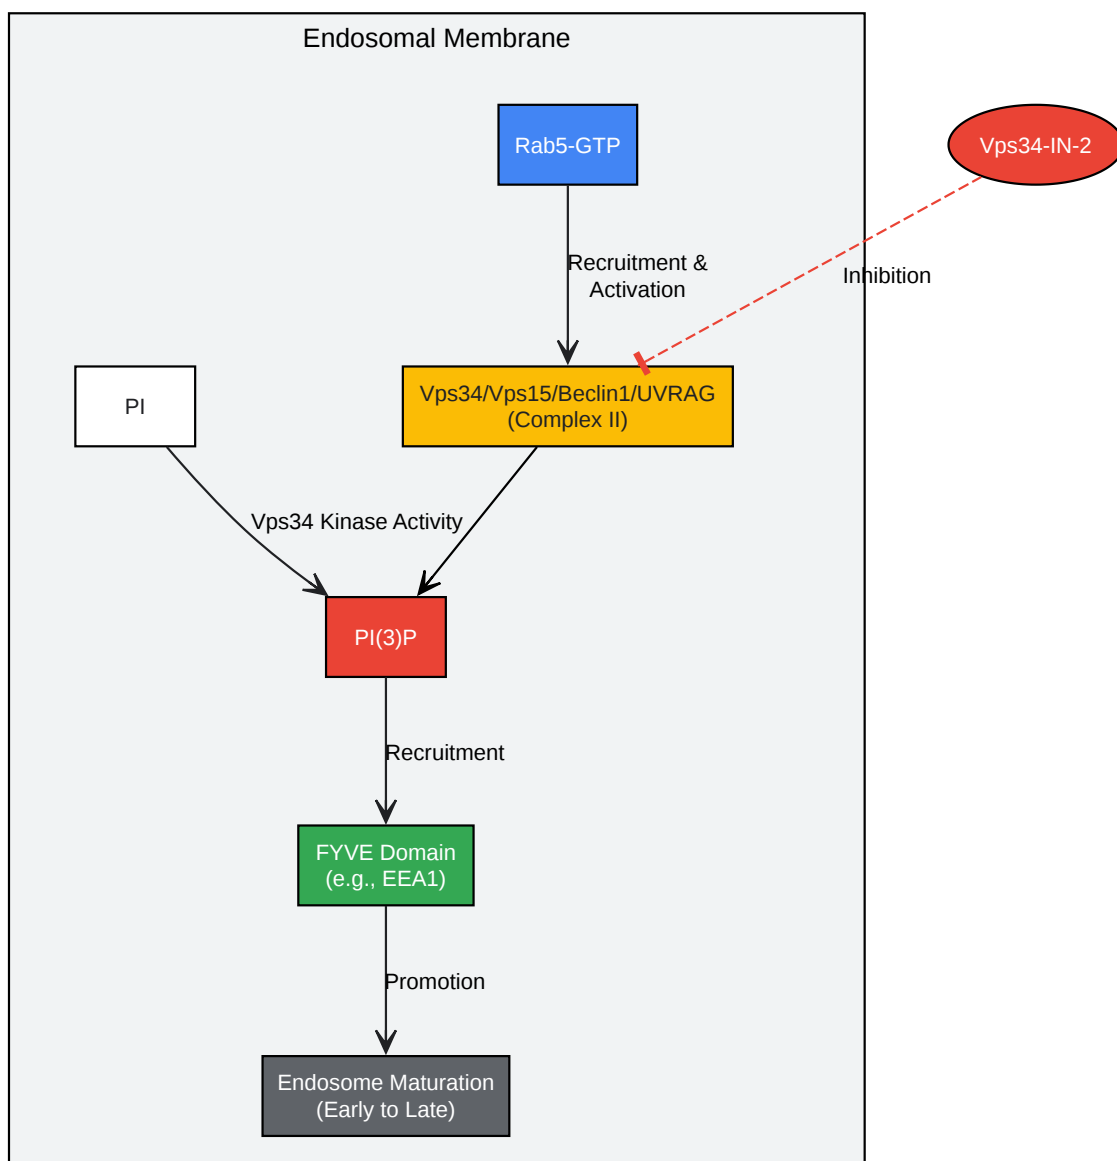 Endosomal Membrane
Rab5-GTP
Vps34-IN-2
Recruitment &
Activation
Inhibition
PI
Vps34/Vps15/Beclin1/UVRAG
(Complex II)
Vps34 Kinase Activity
PI(3)P
Recruitment
FYVE Domain
(e.g., EEA1)
Promotion
Endosome Maturation
(Early to Late)